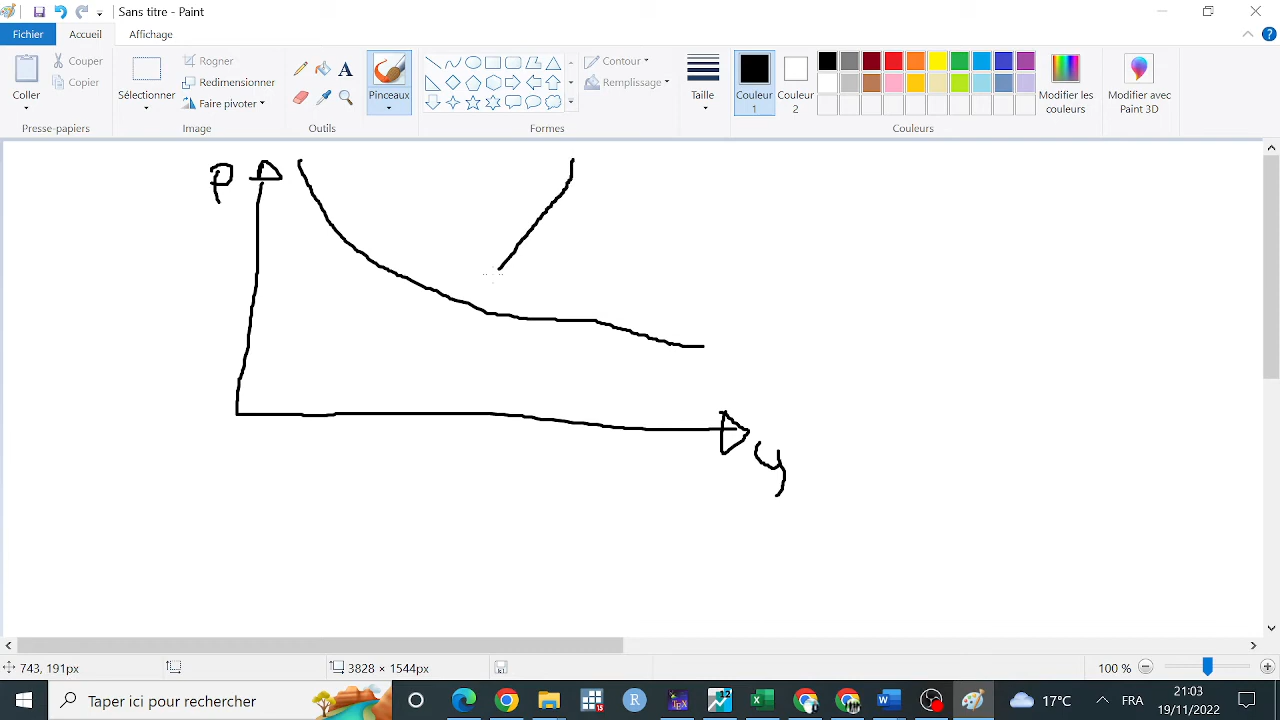 Sans titre - Paint
Fichier Accueil Affichage
Coller Couper Copier Presse-papiers
Sélectionner Rogner Redimensionner Faire pivoter Image
Outils
Pinceaux
Contour Remplissage Formes
Taille
Couleur 1 Couleur 2 Modifier les couleurs Couleurs
Modifier avec Paint 3D
P
y
743, 191px 3828 × 1544px 100 %
Taper ici pour rechercher 12 15 R 17°C FRA 21:03
19/11/2022